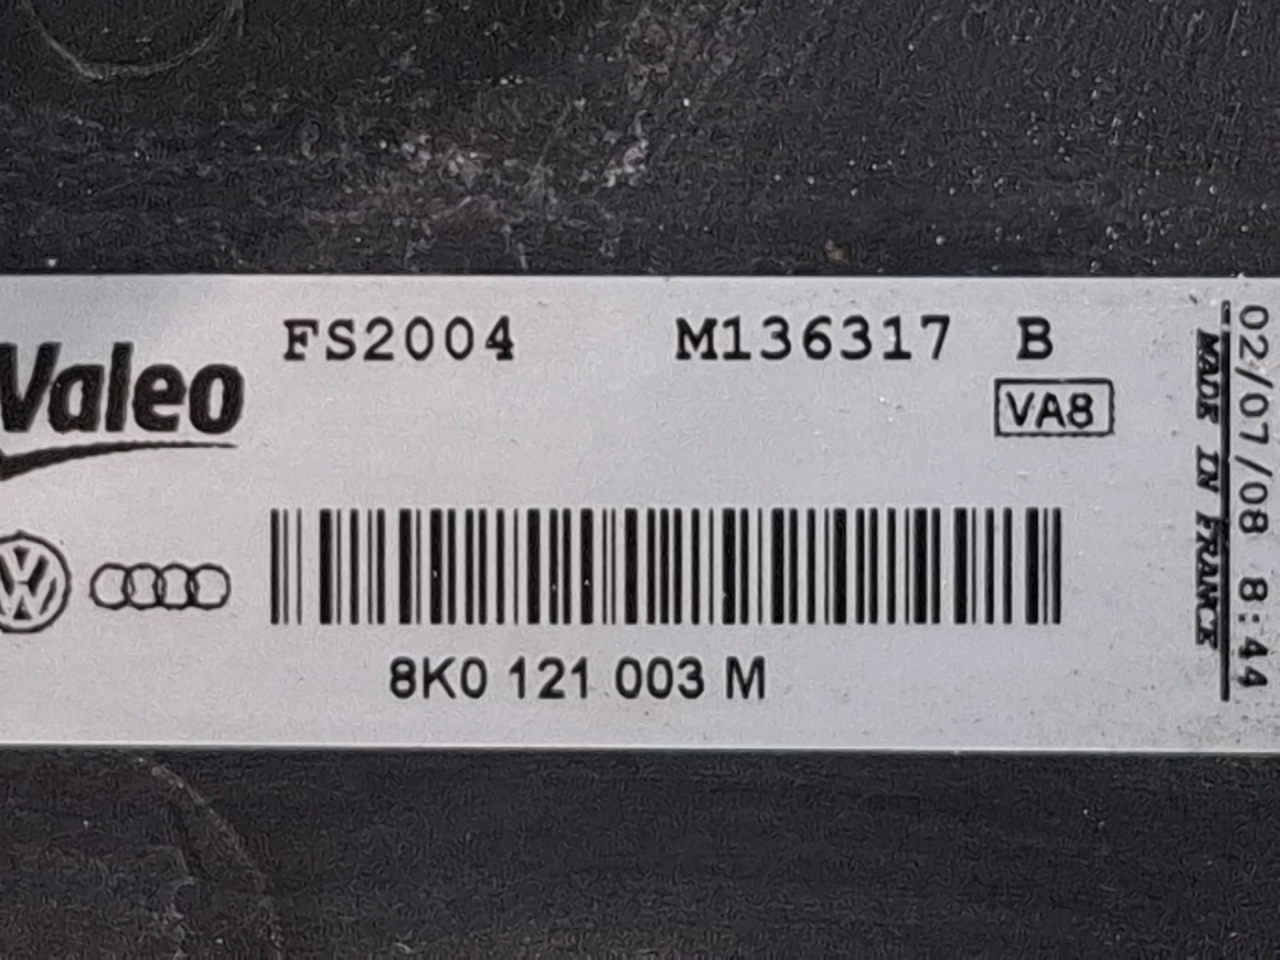 Valeo
FS2004 M136317 B
VA8
8K0 121 003 M
MADE IN FRANCE
02/07/08 8:44